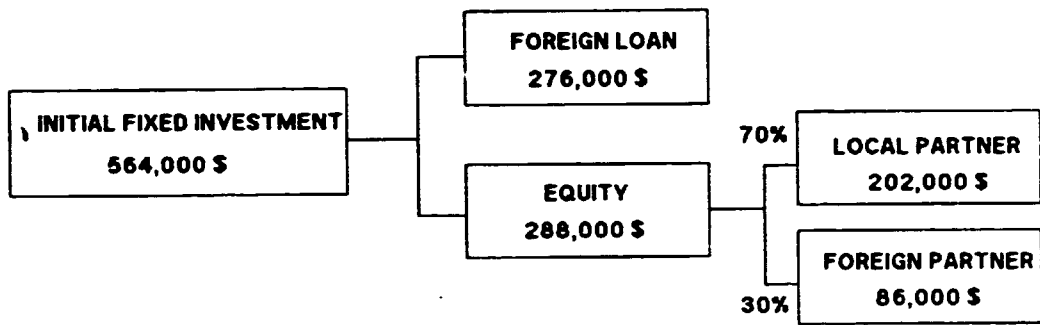 FOREIGN LOAN
276,000 $
INITIAL FIXED INVESTMENT
564,000 $
70%
LOCAL PARTNER
202,000 $
EQUITY
288,000 $
FOREIGN PARTNER
30%
86,000 $